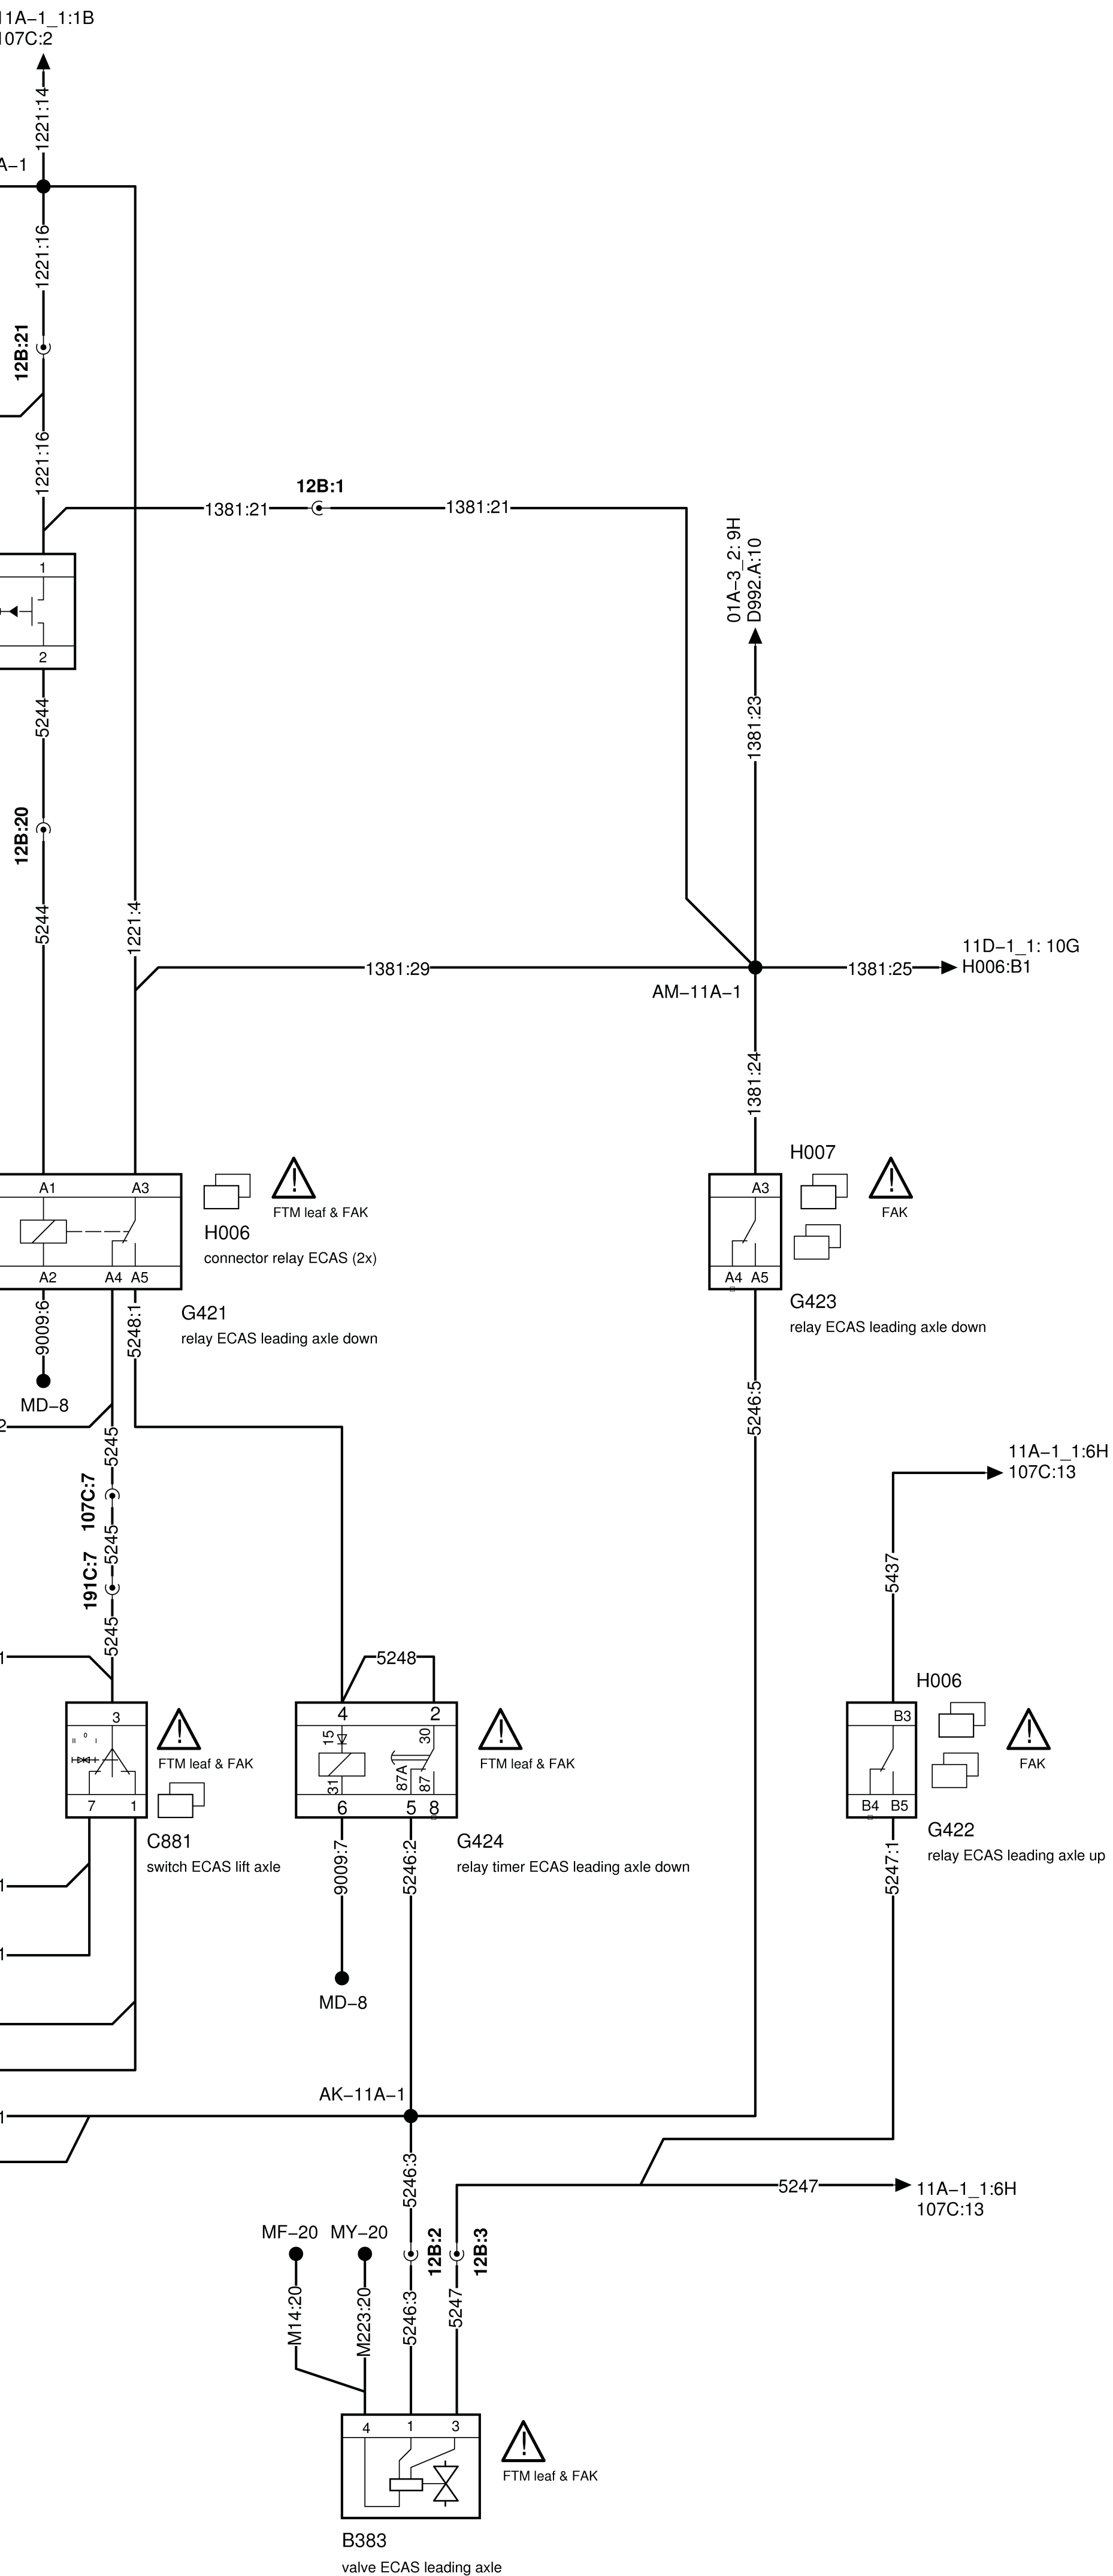 11A-1_1:1B
107C:2
1221:14
A-1
1221:16
12B:21
1221:16
12B:1
1381:21
1381:21
01A-3_2: 9H
D992.A:10
1
2
5244
1381:23
12B:20
5244
1221:4
1381:29
11D-1_1: 10G
H006:B1
1381:25
AM-11A-1
1381:24
H007
A1 A3
FTM leaf & FAK
H006
connector relay ECAS (2x)
A3
FAK
A2 A4 A5
A4 A5
G421
relay ECAS leading axle down
G423
relay ECAS leading axle down
9009:6
5248:1
MD-8
2
5245
5246:5
107C:7
11A-1_1:6H
107C:13
5245
191C:7
5437
5245
1
5248
H006
3
II 0 I
FTM leaf & FAK
4 2
15
30
31
87A
87
FTM leaf & FAK
B3
FAK
7 1
6 5 8
B4 B5
C881
switch ECAS lift axle
G424
relay timer ECAS leading axle down
G422
relay ECAS leading axle up
9009:7
5246:2
5247:1
1
1
MD-8
AK-11A-1
1
5246:3
5247
11A-1_1:6H
107C:13
MF-20 MY-20
12B:2
12B:3
M14:20
M223:20
5246:3
5247
4 1 3
FTM leaf & FAK
B383
valve ECAS leading axle